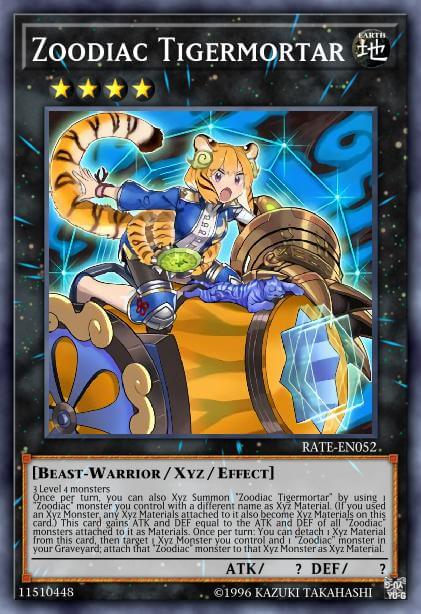 Zoodiac Tigermortar
EARTH
地
RATE-EN052
[Beast-Warrior / Xyz / Effect]
3 Level 4 monsters
Once per turn, you can also Xyz Summon "Zoodiac Tigermortar" by using 1
"Zoodiac" monster you control with a different name as Xyz Material. (If you used
an Xyz Monster, any Xyz Materials attached to it also become Xyz Materials on this
card.) This card gains ATK and DEF equal to the ATK and DEF of all "Zoodiac"
monsters attached to it as Materials. Once per turn: You can detach 1 Xyz Material
from this card, then target 1 Xyz Monster you control and 1 "Zoodiac" monster in
your Graveyard; attach that "Zoodiac" monster to that Xyz Monster as Xyz Material.
ATK/ ? DEF/ ?
11510448
©1996 KAZUKI TAKAHASHI